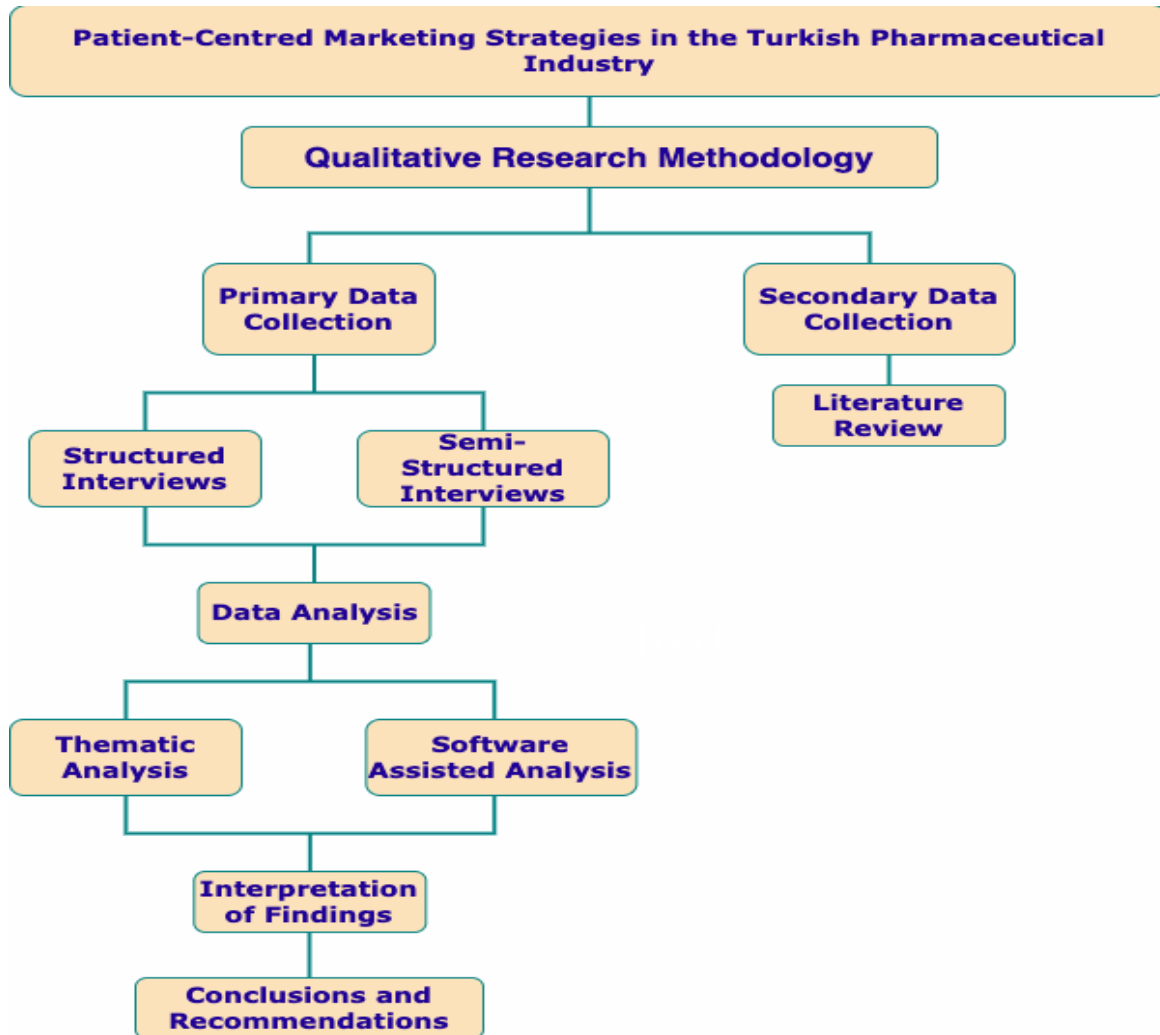 Patient-Centred Marketing Strategies in the Turkish Pharmaceutical
Industry
Qualitative Research Methodology
Primary Data
Collection
Secondary Data
Collection
Literature
Review
Structured
Interviews
Semi-
Structured
Interviews
Data Analysis
Thematic
Analysis
Software
Assisted Analysis
Interpretation
of Findings
Conclusions and
Recommendations